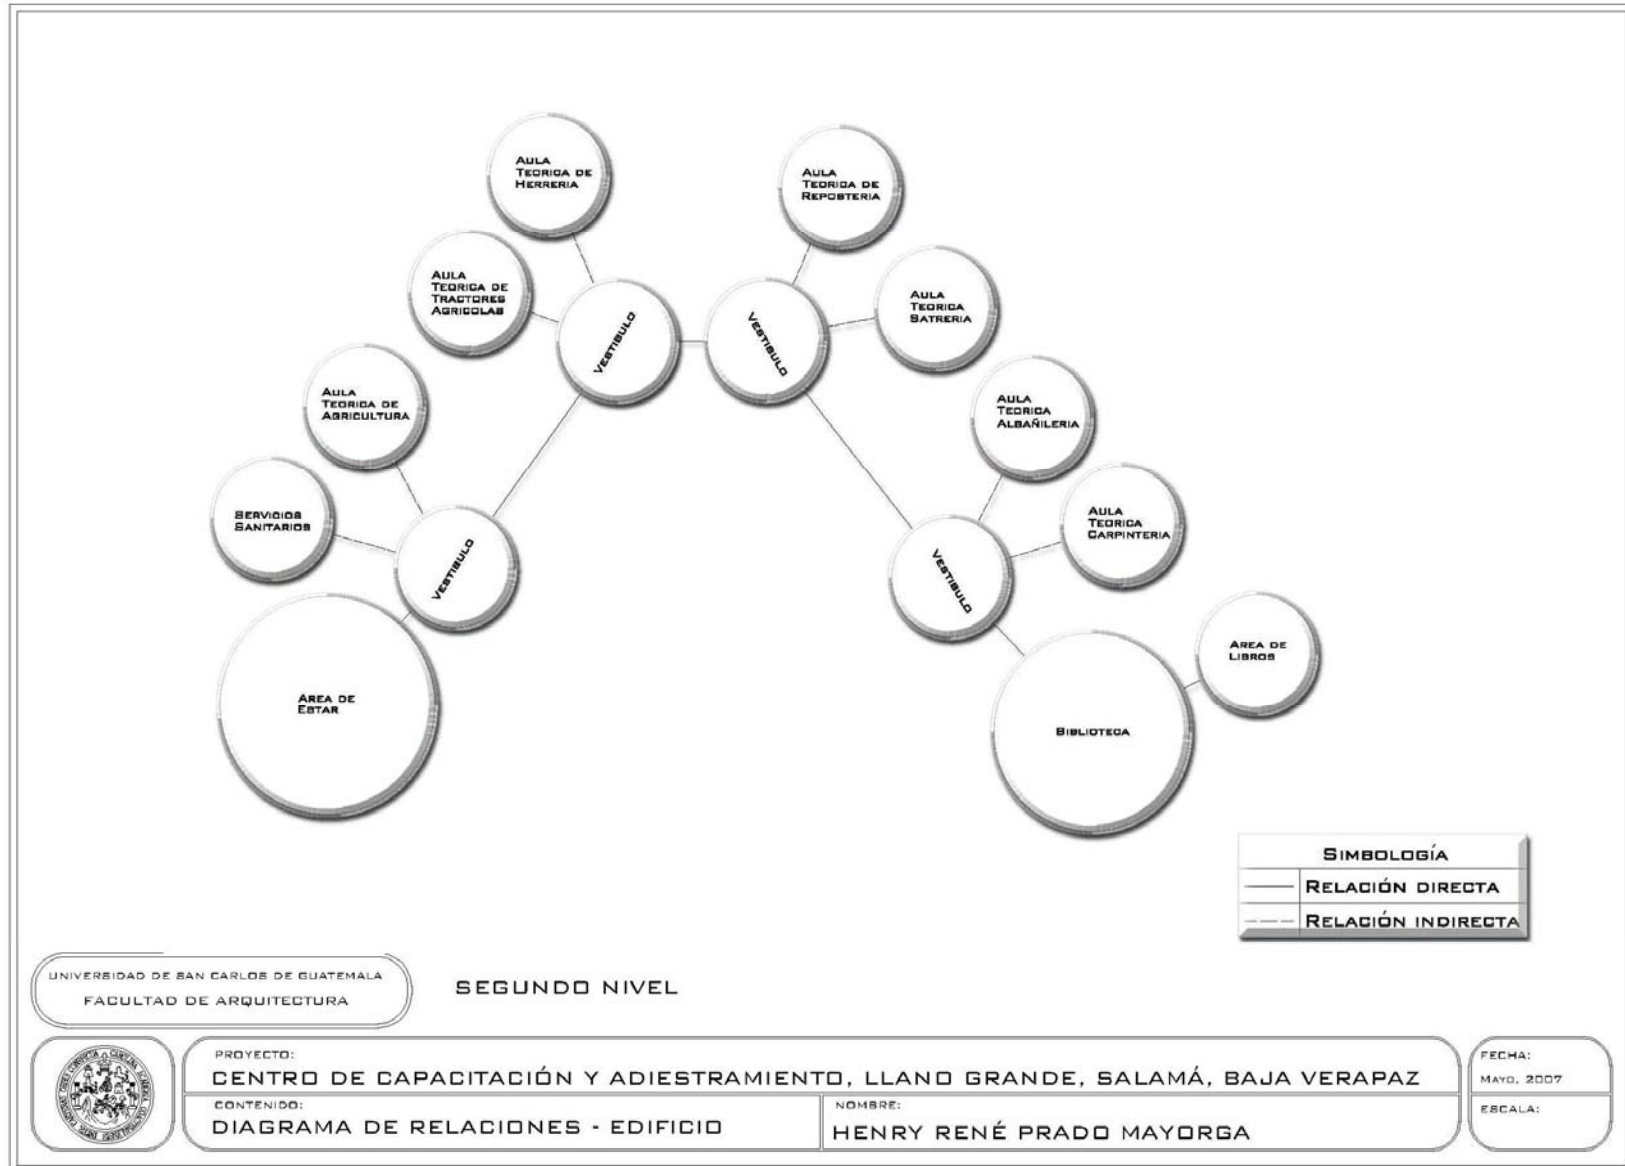 AULA
TEORICA DE
HERRERIA
AULA
TEORICA DE
REPOSTERIA
AULA
TEORICA DE
TRACTORES
AGRICOLAS
AULA
TEORICA
SATRERIA
VESTIBULO
VESTIBULO
AULA
TEORICA DE
AGRICULTURA
AULA
TEORICA
ALBAÑILERIA
SERVICIOS
SANITARIOS
AULA
TEORICA
CARPINTERIA
VESTIBULO
VESTIBULO
AREA DE
LIBROS
AREA DE
ESTAR
BIBLIOTECA
SIMBOLOGÍA
RELACIÓN DIRECTA
RELACIÓN INDIRECTA
UNIVERSIDAD DE SAN CARLOS DE GUATEMALA
FACULTAD DE ARQUITECTURA
SEGUNDO NIVEL
PROYECTO:
CENTRO DE CAPACITACIÓN Y ADIESTRAMIENTO, LLANO GRANDE, SALAMÁ, BAJA VERAPAZ
CONTENIDO:
DIAGRAMA DE RELACIONES - EDIFICIO
NOMBRE:
HENRY RENÉ PRADO MAYORGA
FECHA:
MAYO, 2007
ESCALA: